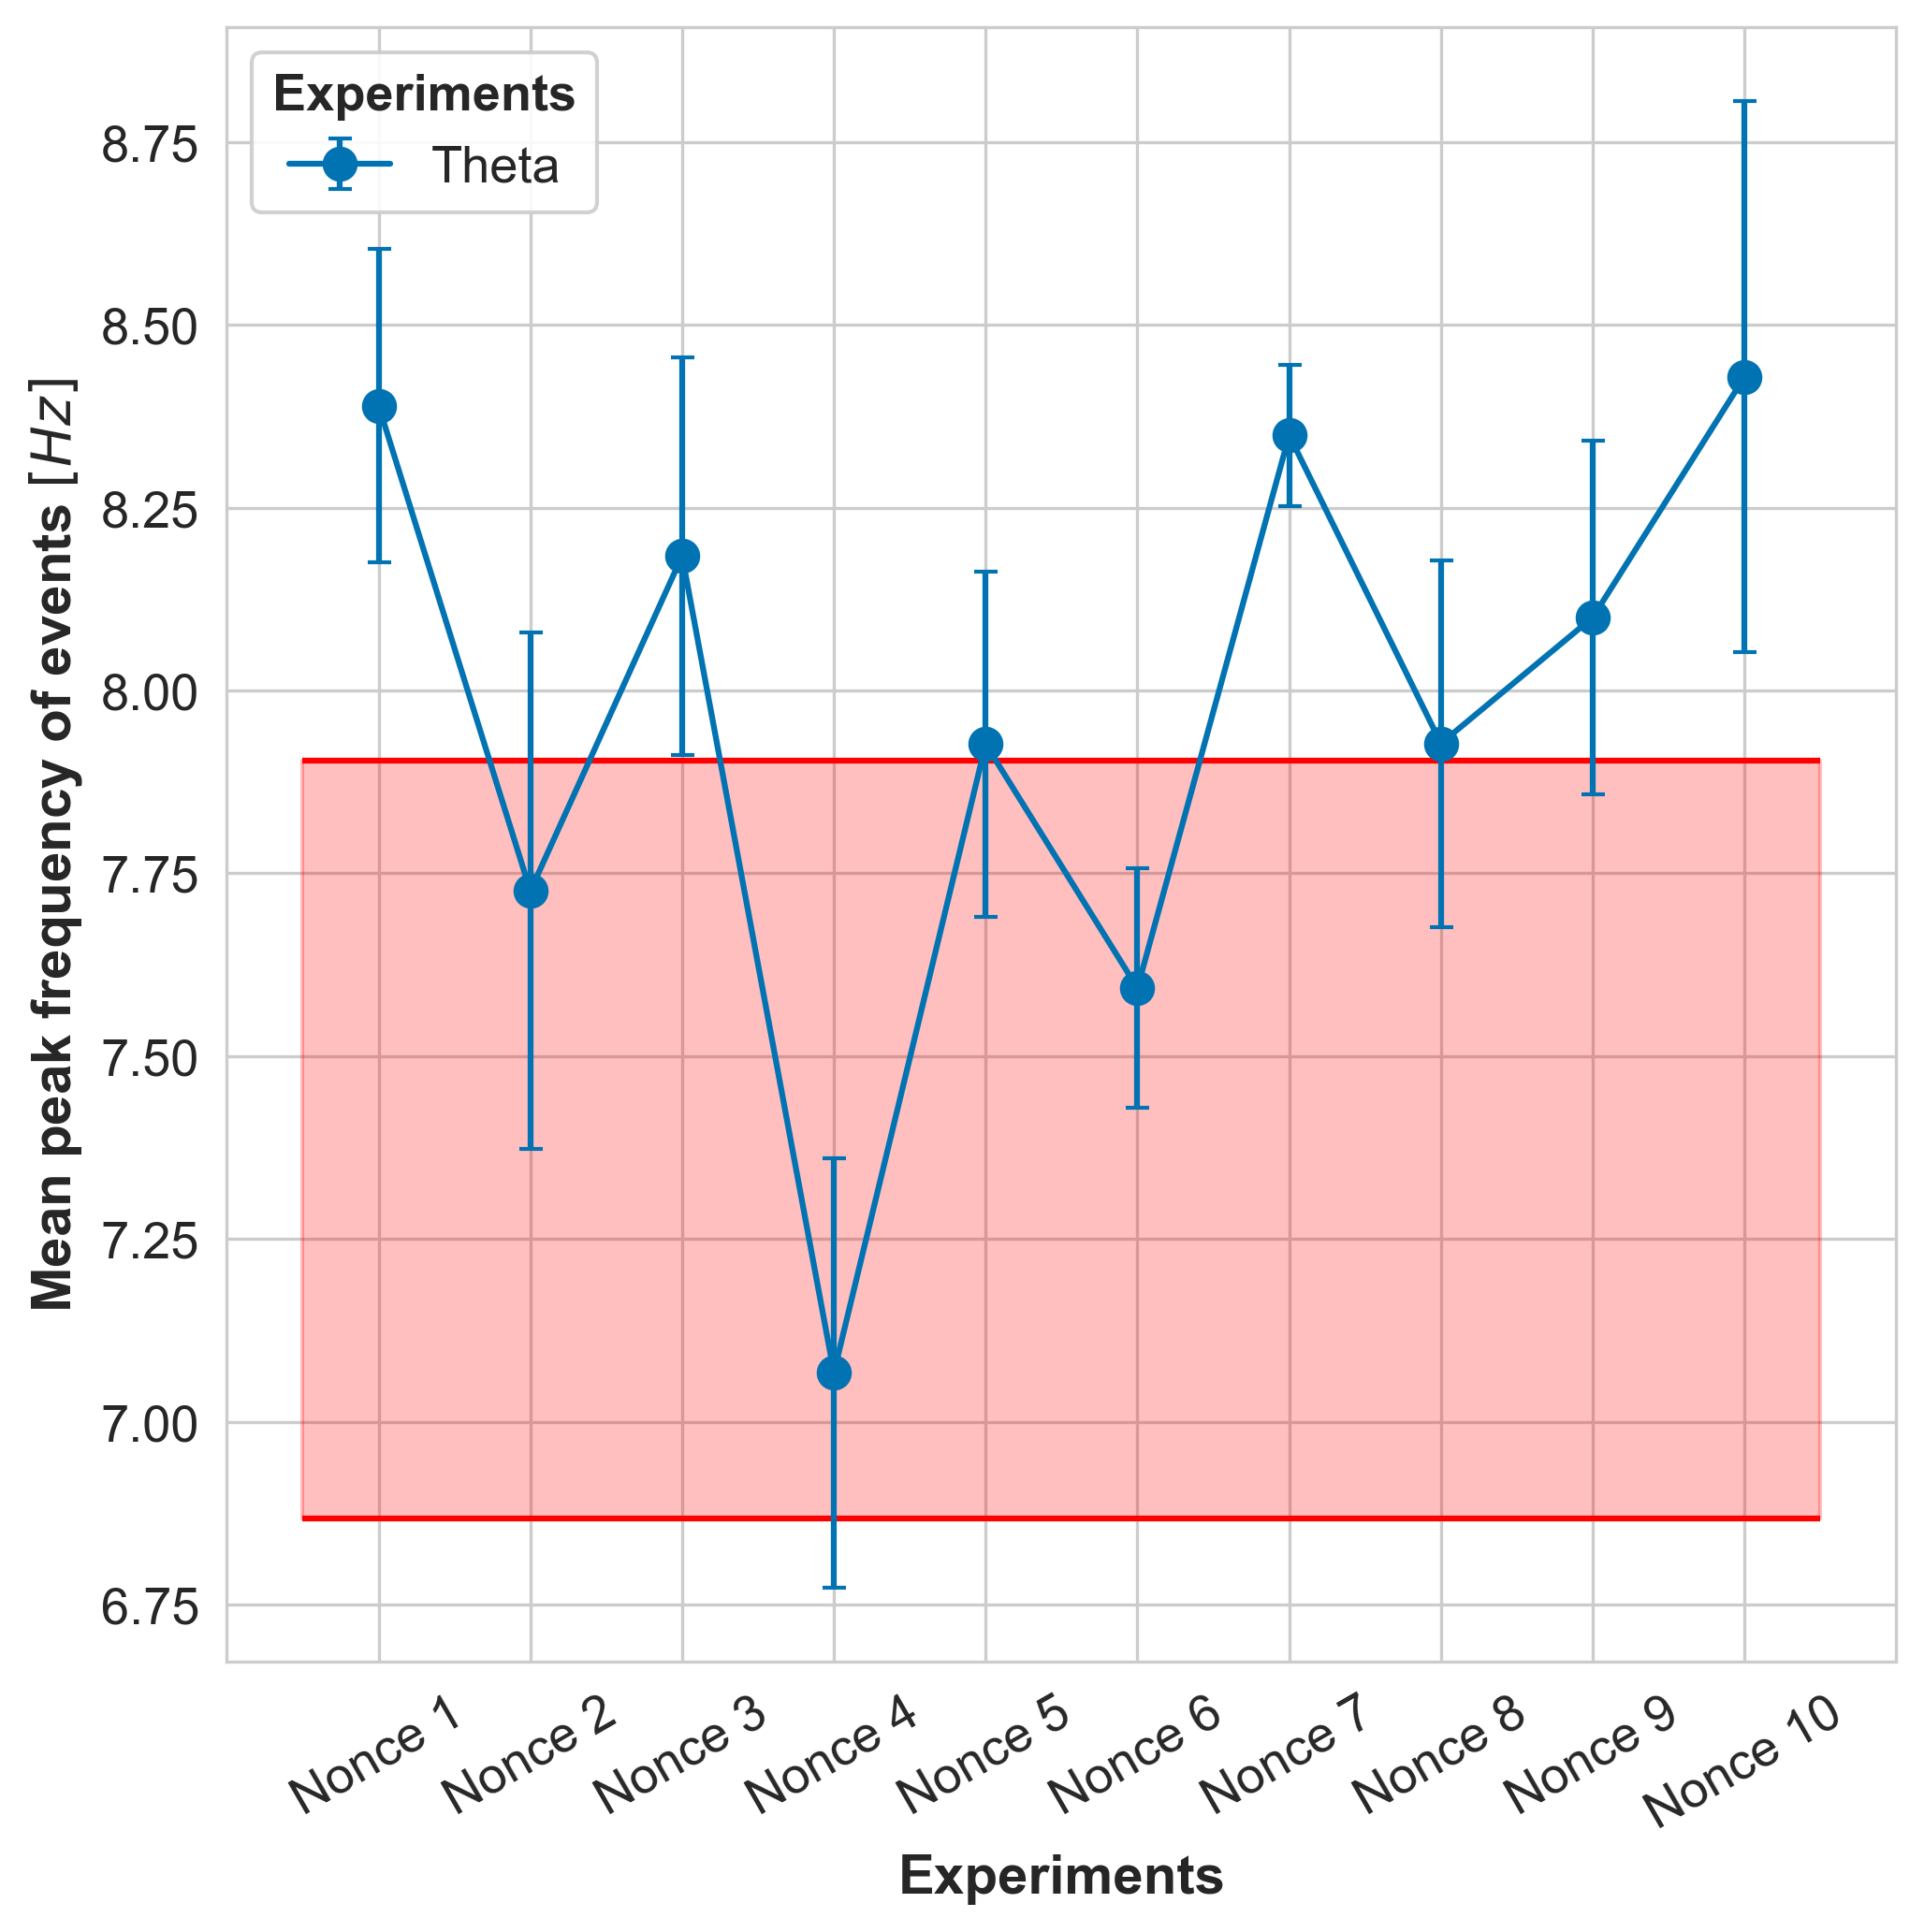 Experiments
Theta
Mean peak frequency of events [Hz]
8.75
8.50
8.25
8.00
7.75
7.50
7.25
7.00
6.75
Nonce 1
Nonce 2
Nonce 3
Nonce 4
Nonce 5
Nonce 6
Nonce 7
Nonce 8
Nonce 9
Nonce 10
Experiments